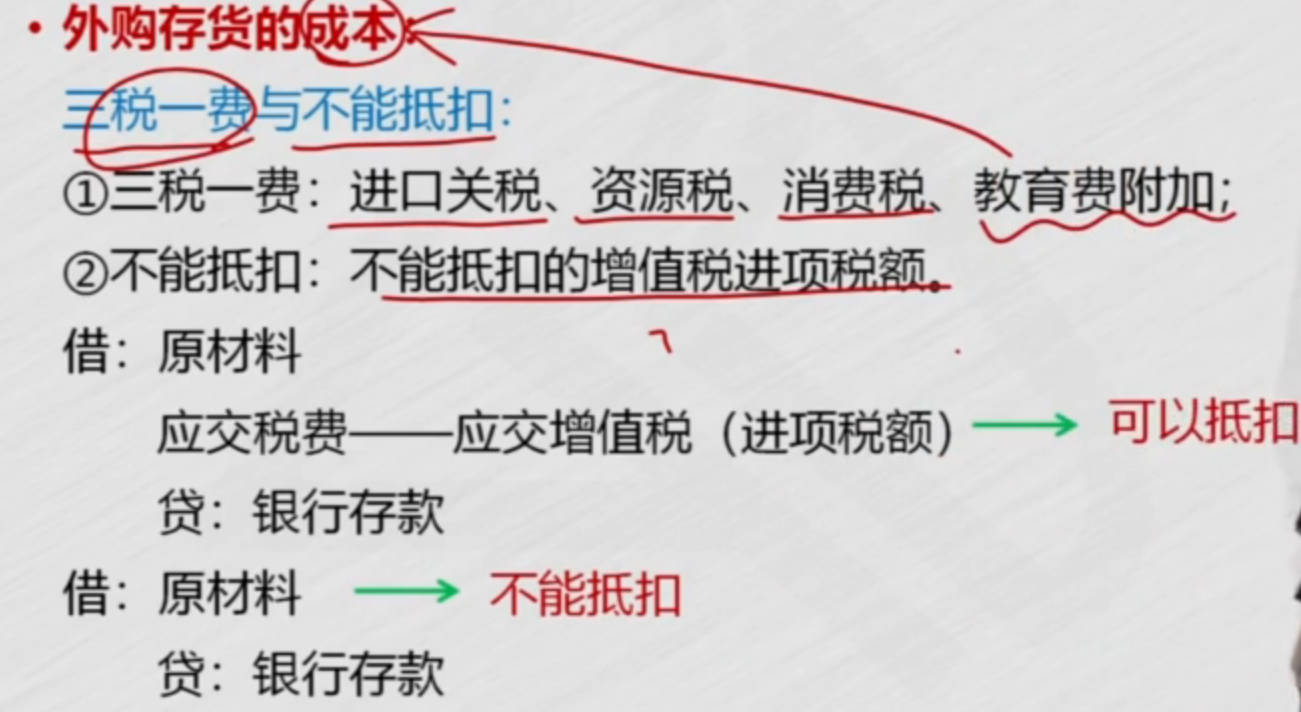 • 外购存货的成本：
三税一费与不能抵扣：
①三税一费：进口关税、资源税、消费税、教育费附加；
②不能抵扣：不能抵扣的增值税进项税额。
借：原材料
应交税费——应交增值税（进项税额）→ 可以抵扣
贷：银行存款
借：原材料 → 不能抵扣
贷：银行存款